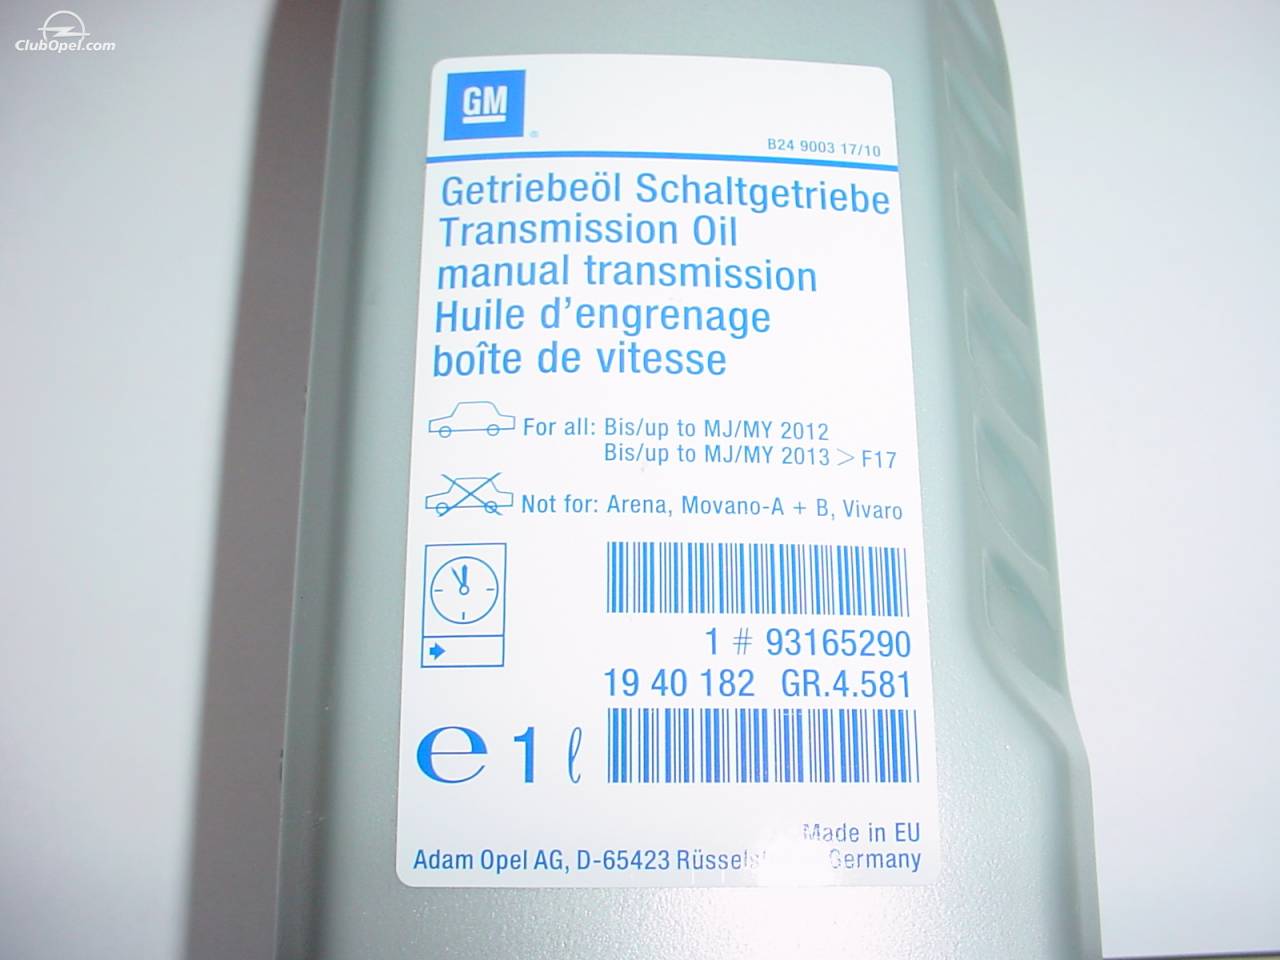 ClubOpel.com
GM
®
B24 9003 17/10
Getriebeöl Schaltgetriebe
Transmission Oil
manual transmission
Huile d'engrenage
boîte de vitesse
For all: Bis/up to MJ/MY 2012
Bis/up to MJ/MY 2013 > F17
Not for: Arena, Movano-A + B, Vivaro
1 # 93165290
19 40 182 GR.4.581
e 1 ℓ
Made in EU
Adam Opel AG, D-65423 Germany